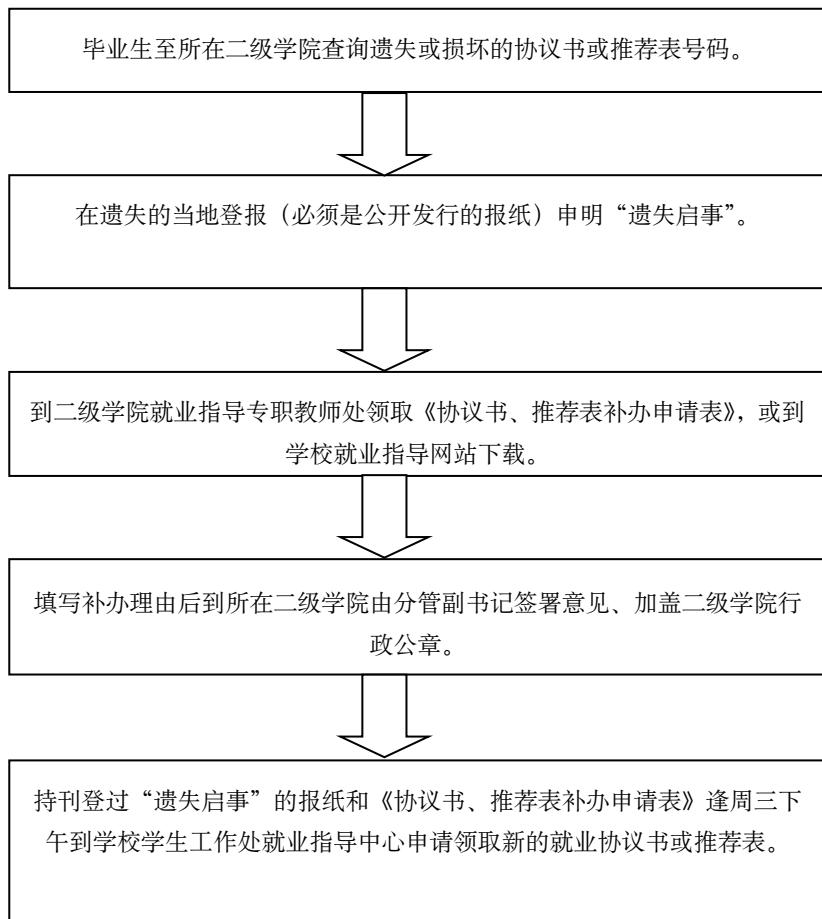 毕业生至所在二级学院查询遗失或损坏的协议书或推荐表号码。
在遗失的当地登报（必须是公开发行的报纸）申明“遗失启事”。
到二级学院就业指导专职教师处领取《协议书、推荐表补办申请表》，或到
学校就业指导网站下载。
填写补办理由后到所在二级学院由分管副书记签署意见、加盖二级学院行
政公章。
持刊登过“遗失启事”的报纸和《协议书、推荐表补办申请表》逢周三下
午到学校学生工作处就业指导中心申请领取新的就业协议书或推荐表。